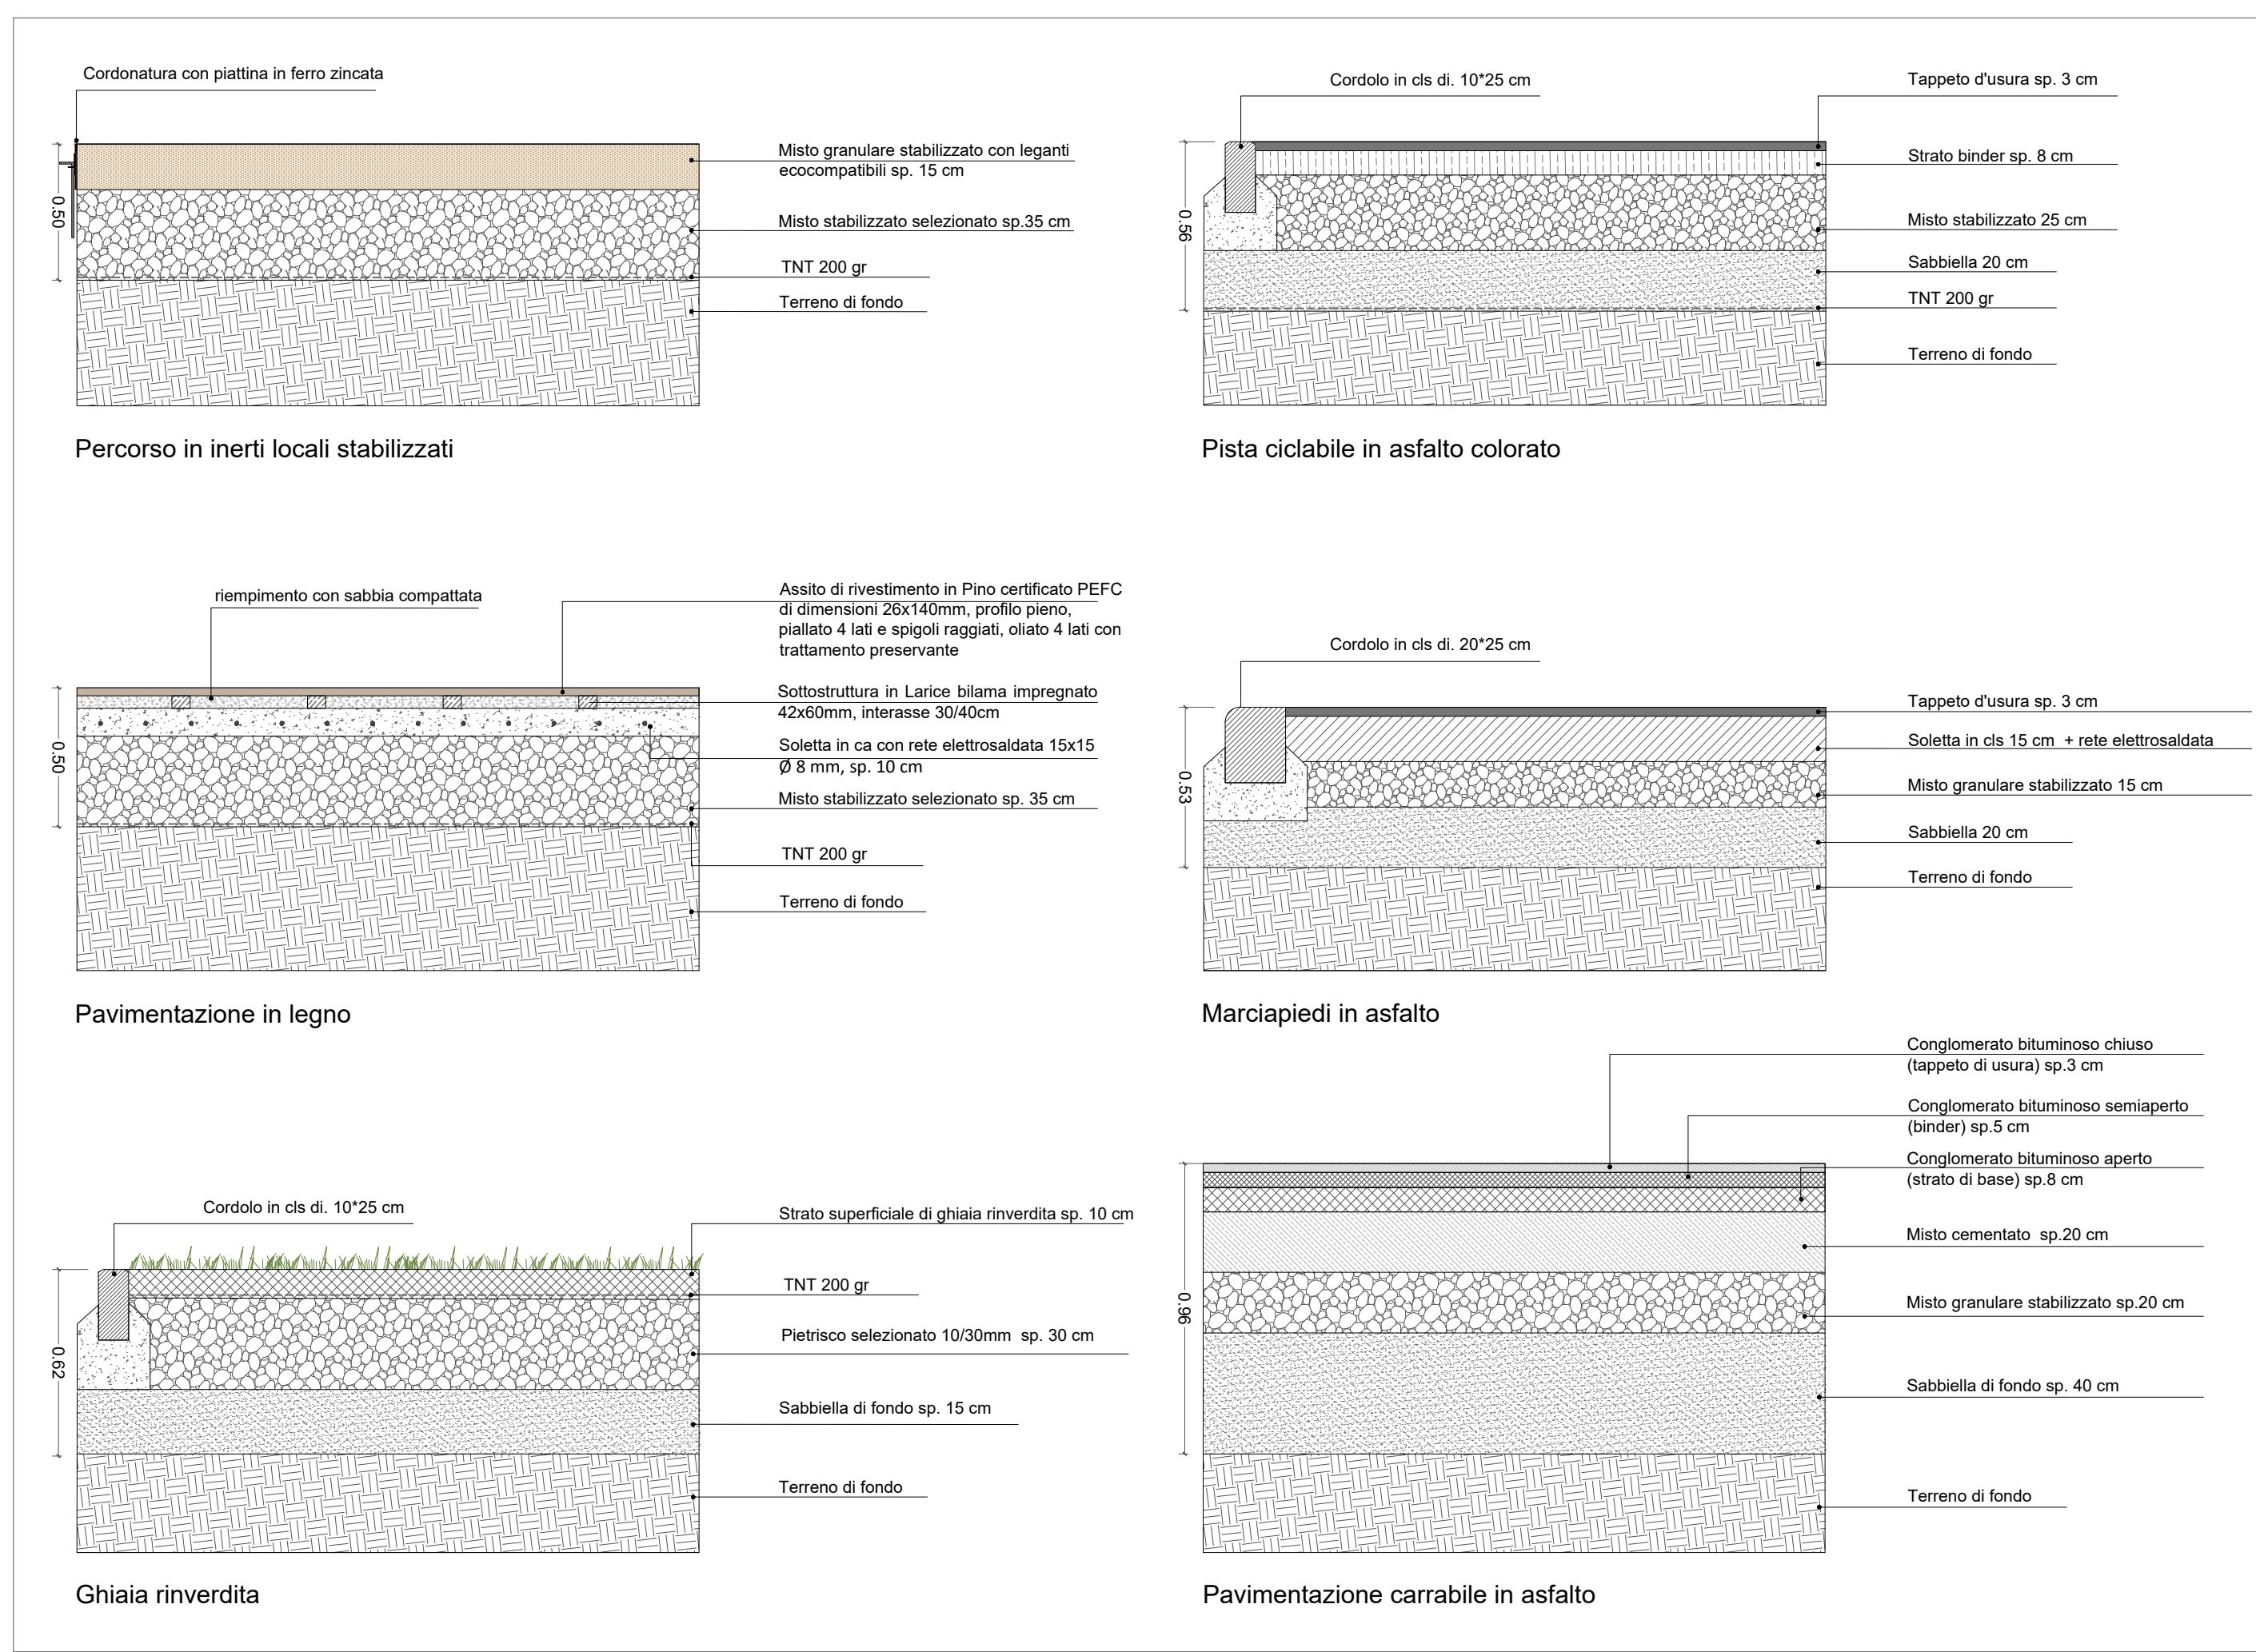 Cordonatura con piattina in ferro zincata
0.50
Misto granulare stabilizzato con leganti
ecocompatibili sp. 15 cm
Misto stabilizzato selezionato sp.35 cm
TNT 200 gr
Terreno di fondo
Percorso in inerti locali stabilizzati
Cordolo in cls di. 10*25 cm
0.56
Tappeto d'usura sp. 3 cm
Strato binder sp. 8 cm
Misto stabilizzato 25 cm
Sabbiella 20 cm
TNT 200 gr
Terreno di fondo
Pista ciclabile in asfalto colorato
riempimento con sabbia compattata
0.50
Assito di rivestimento in Pino certificato PEFC
di dimensioni 26x140mm, profilo pieno,
piallato 4 lati e spigoli raggiati, oliato 4 lati con
trattamento preservante
Sottostruttura in Larice bilama impregnato
42x60mm, interasse 30/40cm
Soletta in ca con rete elettrosaldata 15x15
Ø 8 mm, sp. 10 cm
Misto stabilizzato selezionato sp. 35 cm
TNT 200 gr
Terreno di fondo
Pavimentazione in legno
Cordolo in cls di. 20*25 cm
0.53
Tappeto d'usura sp. 3 cm
Soletta in cls 15 cm + rete elettrosaldata
Misto granulare stabilizzato 15 cm
Sabbiella 20 cm
Terreno di fondo
Marciapiedi in asfalto
Cordolo in cls di. 10*25 cm
0.62
Strato superficiale di ghiaia rinverdita sp. 10 cm
TNT 200 gr
Pietrisco selezionato 10/30mm sp. 30 cm
Sabbiella di fondo sp. 15 cm
Terreno di fondo
Ghiaia rinverdita
0.96
Conglomerato bituminoso chiuso
(tappeto di usura) sp.3 cm
Conglomerato bituminoso semiaperto
(binder) sp.5 cm
Conglomerato bituminoso aperto
(strato di base) sp.8 cm
Misto cementato sp.20 cm
Misto granulare stabilizzato sp.20 cm
Sabbiella di fondo sp. 40 cm
Terreno di fondo
Pavimentazione carrabile in asfalto